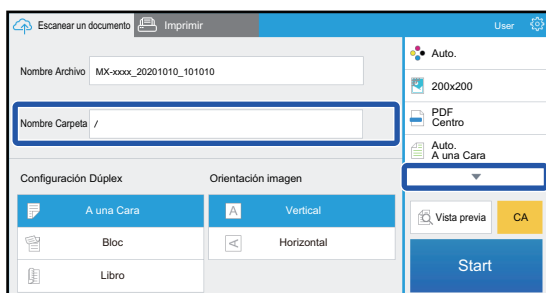 Escanear un documento
Imprimir
User
Nombre Archivo
MX-xxxx_20201010_101010
Nombre Carpeta
/
Configuración Dúplex
Orientación imagen
A una Cara
Bloc
Libro
A
Vertical
A
Horizontal
Auto.
200x200
PDF
Centro
Auto.
A una Cara
Vista previa
CA
Start